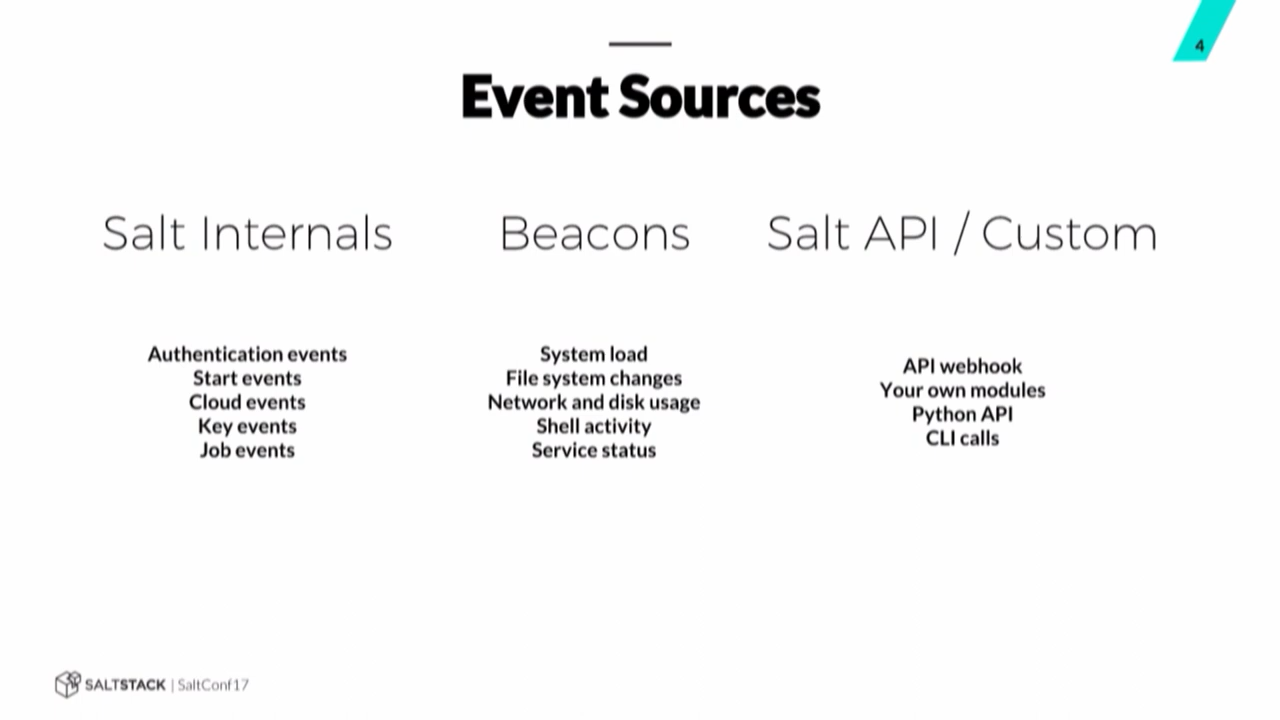 4
Event Sources
Salt Internals
Authentication events
Start events
Cloud events
Key events
Job events
Beacons
System load
File system changes
Network and disk usage
Shell activity
Service status
Salt API / Custom
API webhook
Your own modules
Python API
CLI calls
SALTSTACK | SaltConf17